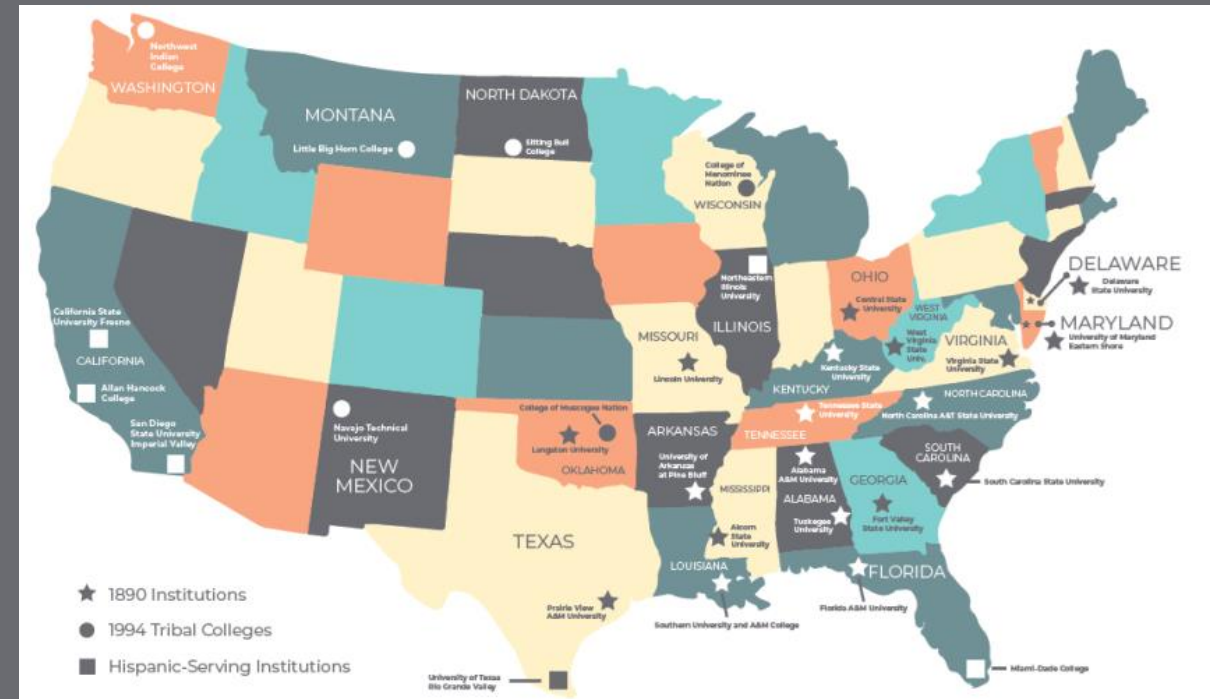 Northwest
Indian
College
WASHINGTON
MONTANA
Little Big Horn College
NORTH DAKOTA
Sitting Bull
College
College of
Menominee
Nation
WISCONSIN
Northeastern
Illinois
University
ILLINOIS
OHIO
Central State
University
WEST
VIRGINIA
West
Virginia
State
Univ.
DELAWARE
Delaware
State University
MARYLAND
University of Maryland
Eastern Shore
VIRGINIA
Virginia State
University
California State
University Fresno
CALIFORNIA
Allan Hancock
College
San Diego
State University
Imperial Valley
MISSOURI
Lincoln University
Kentucky State
University
KENTUCKY
NORTH CAROLINA
North Carolina A&T State University
Navajo Technical
University
NEW
MEXICO
College of Muscogee Nation
Langston University
OKLAHOMA
ARKANSAS
University of
Arkansas
at Pine Bluff
Tennessee State
University
TENNESSEE
SOUTH
CAROLINA
South Carolina State University
MISSISSIPPI
Alcorn
State
University
Alabama
A&M University
ALABAMA
Tuskegee
University
GEORGIA
Fort Valley
State University
TEXAS
Prairie View
A&M University
LOUISIANA
Southern University and A&M College
FLORIDA
Florida A&M University
Miami-Dade College
University of Texas
Rio Grande Valley
1890 Institutions
1994 Tribal Colleges
Hispanic-Serving Institutions